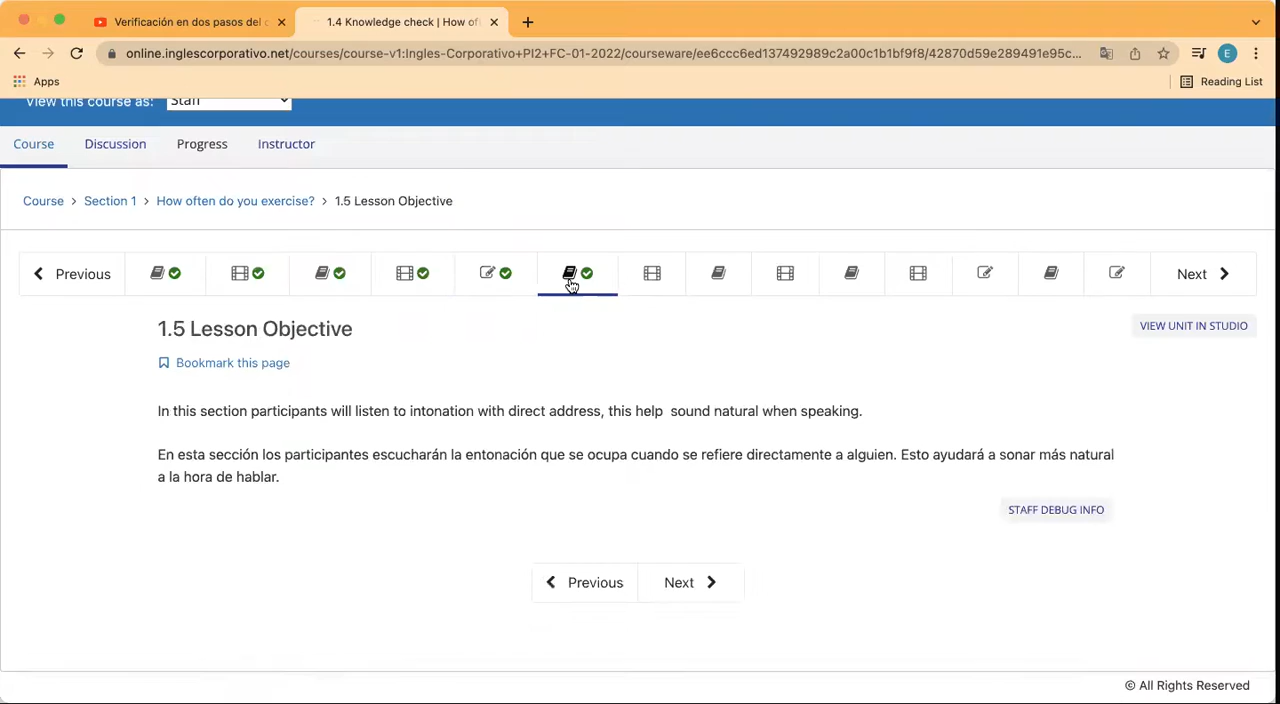 Verificación en dos pasos del
1.4 Knowledge check | How of
online.inglescorporativo.net/courses/course-v1:Ingles-Corporativo+PI2+FC-01-2022/courseware/ee6ccc6ed137492989c2a00c1b1bf9f8/42870d59e289491e95c...
E
Apps
Reading List
View this course as: Staff
Course Discussion Progress Instructor
Course > Section 1 > How often do you exercise? > 1.5 Lesson Objective
Previous
Next
1.5 Lesson Objective
VIEW UNIT IN STUDIO
Bookmark this page
In this section participants will listen to intonation with direct address, this help sound natural when speaking.
En esta sección los participantes escucharán la entonación que se ocupa cuando se refiere directamente a alguien. Esto ayudará a sonar más natural
a la hora de hablar.
STAFF DEBUG INFO
Previous Next
© All Rights Reserved